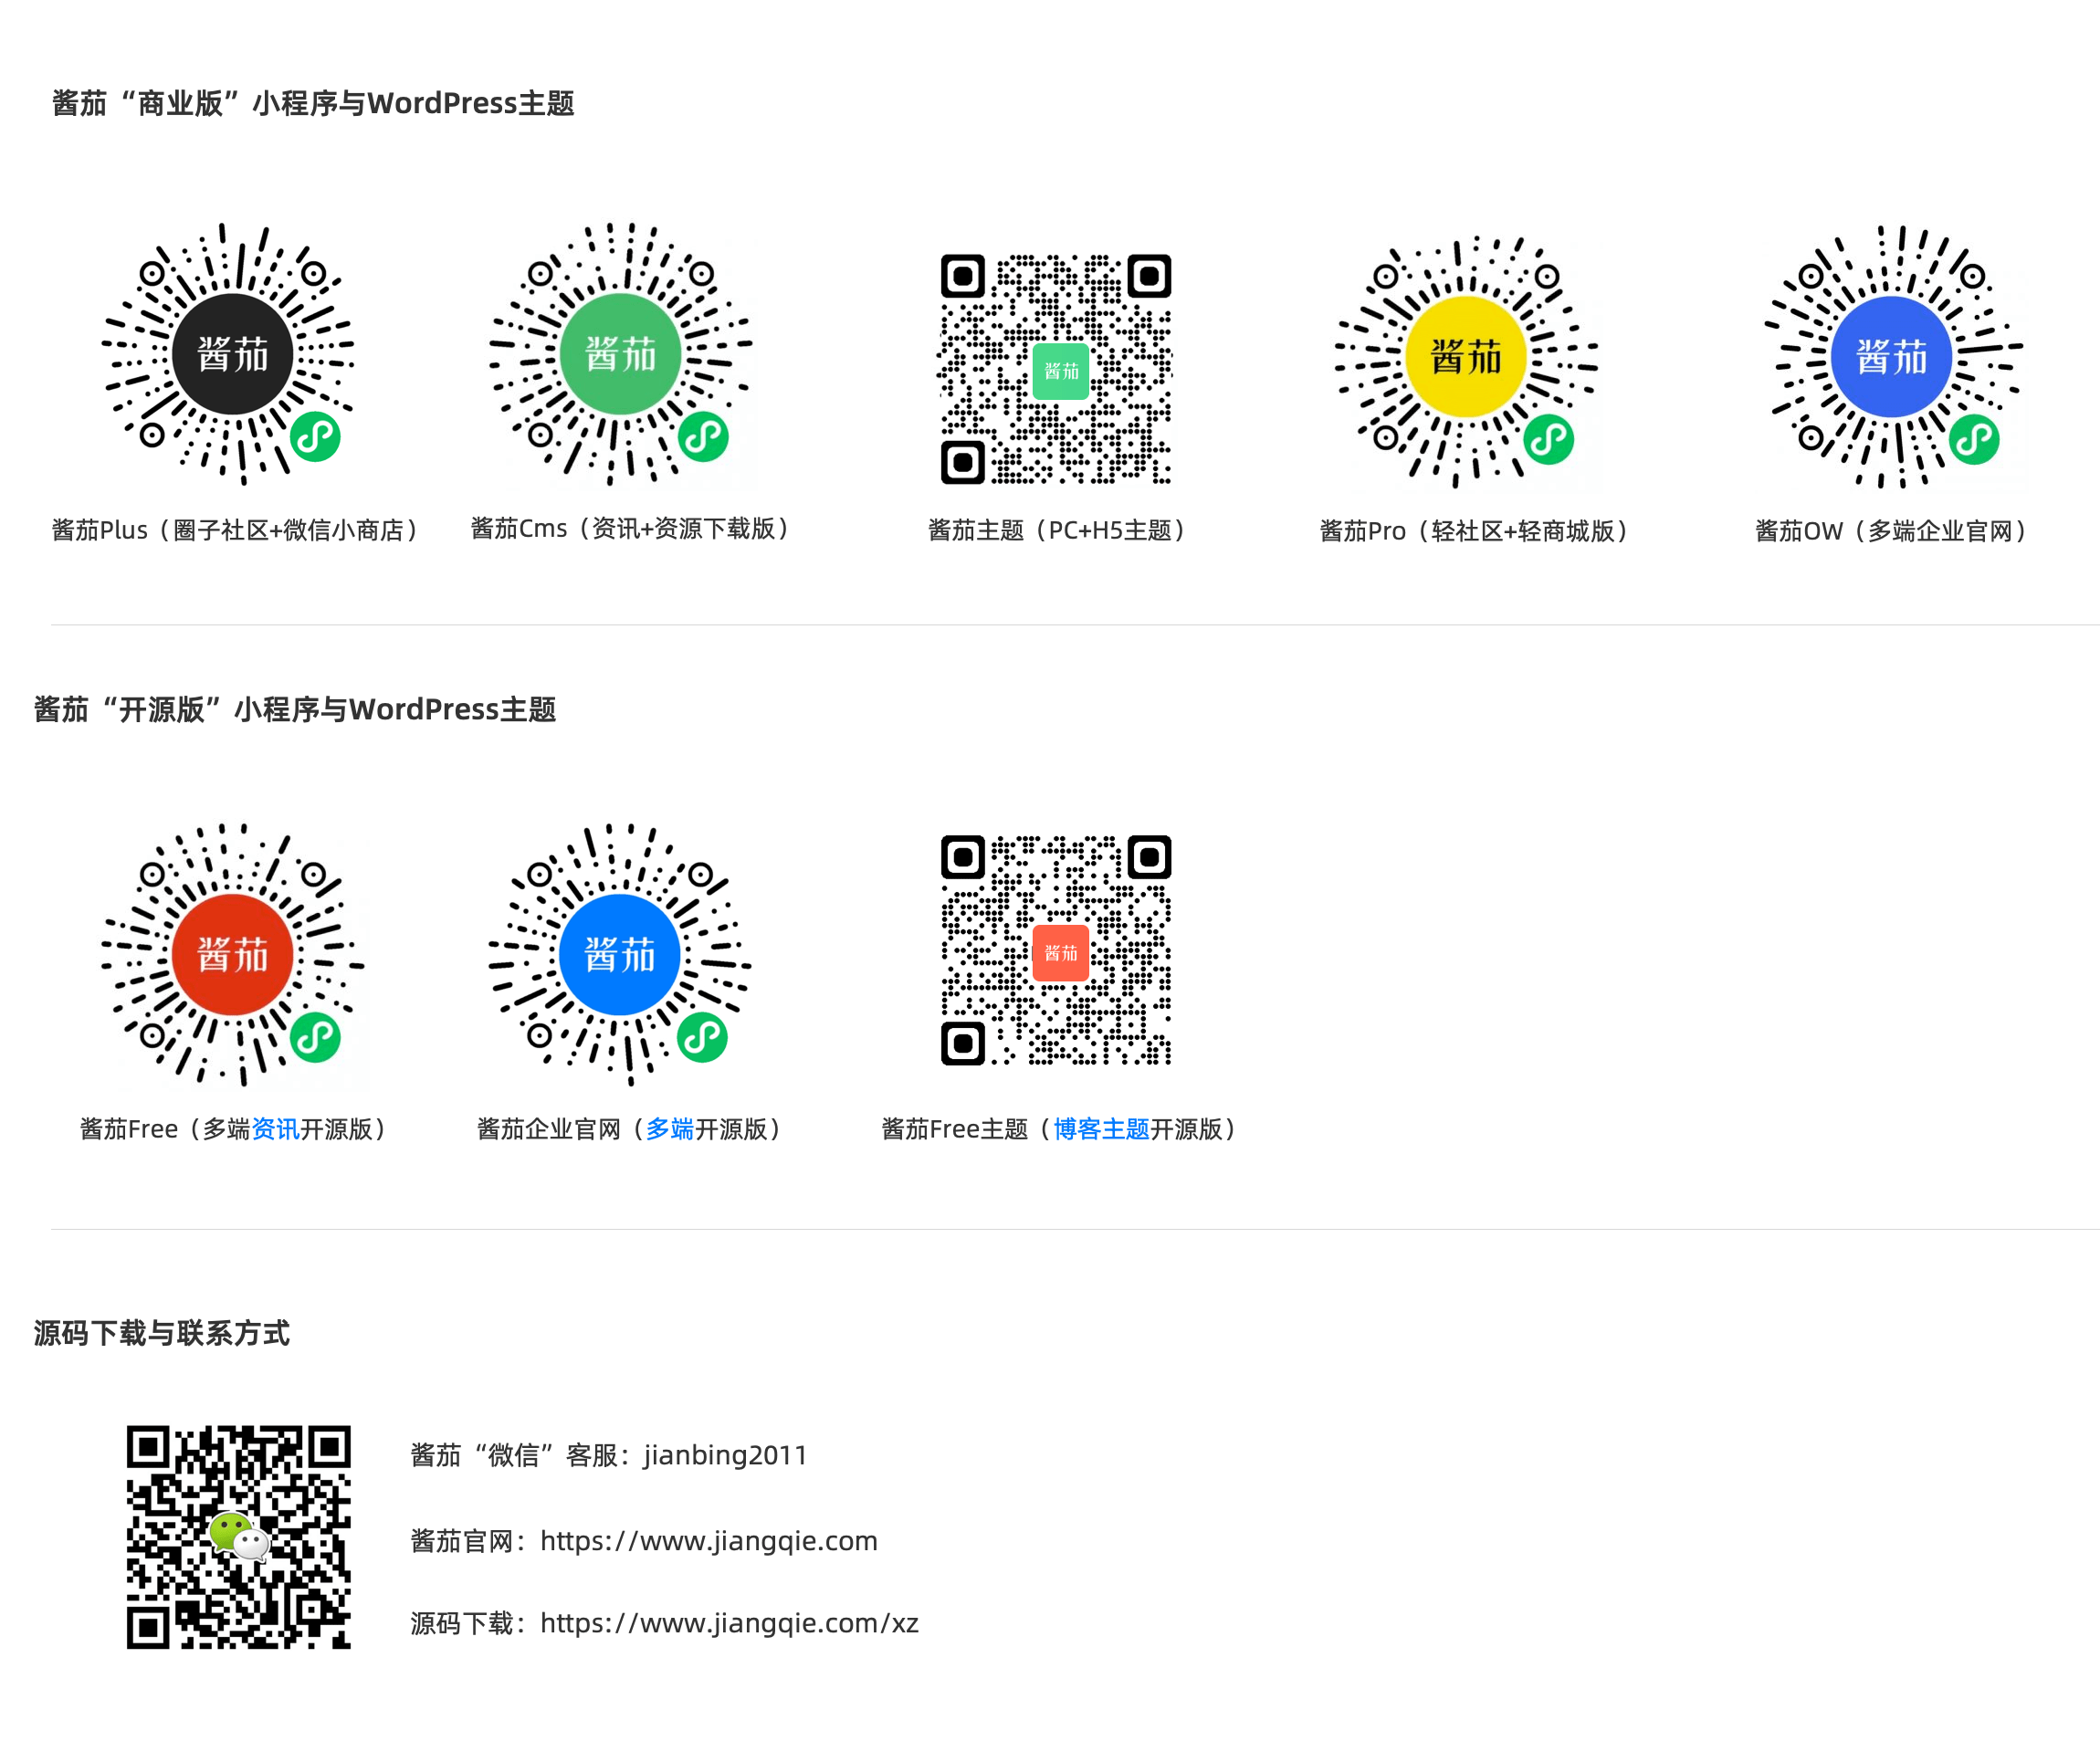 酱茄“商业版”小程序与WordPress主题
酱茄
酱茄
酱茄
酱茄
酱茄
酱茄Plus（圈子社区+微信小商店）
酱茄Cms（资讯+资源下载版）
酱茄主题（PC+H5主题）
酱茄Pro（轻社区+轻商城版）
酱茄OW（多端企业官网）
酱茄“开源版”小程序与WordPress主题
酱茄
酱茄
酱茄
酱茄Free（多端资讯开源版）
酱茄企业官网（多端开源版）
酱茄Free主题（博客主题开源版）
源码下载与联系方式
酱茄“微信”客服：jianbing2011
酱茄官网：https://www.jiangqie.com
源码下载：https://www.jiangqie.com/xz